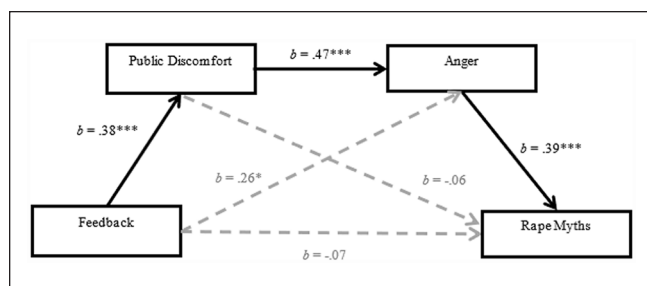 Public Discomfort
b = .47***
Anger
b = .38***
b = .26*
b = -.06
b = .39***
Feedback
Rape Myths
b = -.07